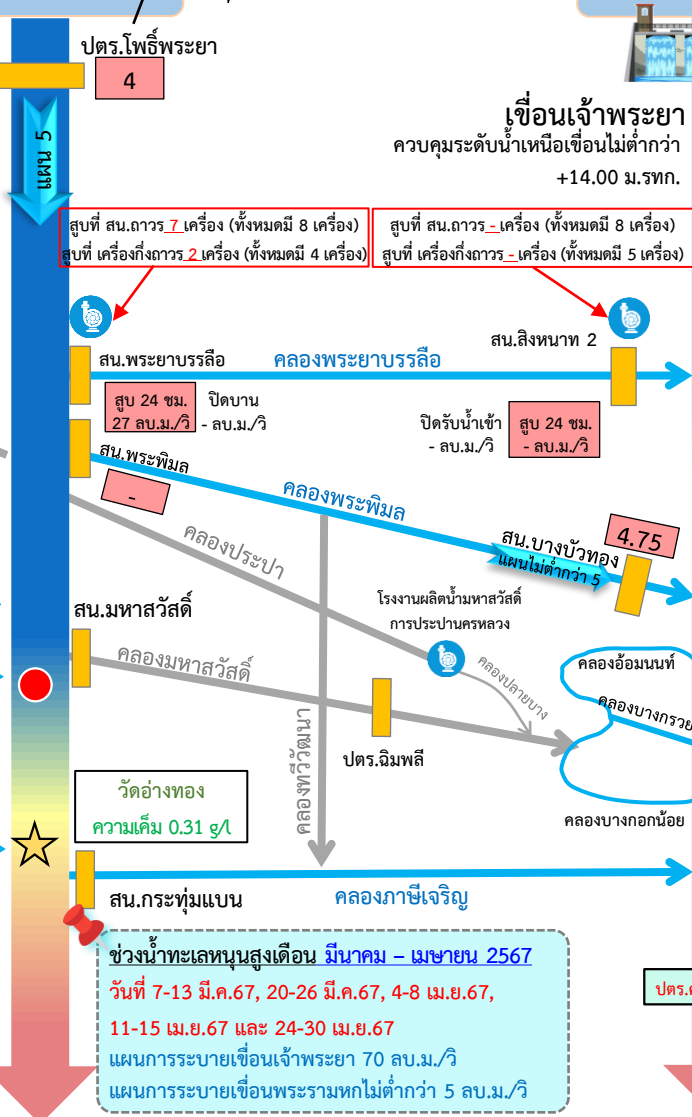 ปตร.โพธิ์พระยา
4
แผน 5
เขื่อนเจ้าพระยา
ควบคุมระดับน้ำเหนือเขื่อนไม่ต่ำกว่า
+14.00 ม.รทก.
สูบที่ สน.ถาวร 7 เครื่อง (ทั้งหมดมี 8 เครื่อง)
สูบที่ เครื่องกึ่งถาวร 2 เครื่อง (ทั้งหมดมี 4 เครื่อง)
สูบที่ สน.ถาวร - เครื่อง (ทั้งหมดมี 8 เครื่อง)
สูบที่ เครื่องกึ่งถาวร - เครื่อง (ทั้งหมดมี 5 เครื่อง)
สน.พระยาบรรลือ
คลองพระยาบรรลือ
สน.สิงหนาท 2
สูบ 24 ชม.
27 ลบ.ม./วิ
ปิดบาน
- ลบ.ม./วิ
ปิดรับน้ำเข้า
- ลบ.ม./วิ
สูบ 24 ชม.
- ลบ.ม./วิ
สน.พระพิมล
-
คลองพระพิมล
สน.บางบัวทอง
4.75
แผนไม่ต่ำกว่า 5
คลองประปา
โรงงานผลิตน้ำมหาสวัสดิ์
การประปานครหลวง
สน.มหาสวัสดิ์
คลองมหาสวัสดิ์
คลองปลายบาง
คลองอ้อมนนท์
คลองบางกรวย
คลองทวีวัฒนา
ปตร.ฉิมพลี
คลองบางกอกน้อย
วัดอ่างทอง
ความเค็ม 0.31 g/l
สน.กระทุ่มแบน
คลองภาษีเจริญ
ช่วงน้ำทะเลหนุนสูงเดือน มีนาคม – เมษายน 2567
วันที่ 7-13 มี.ค.67, 20-26 มี.ค.67, 4-8 เม.ย.67,
11-15 เม.ย.67 และ 24-30 เม.ย.67
แผนการระบายเขื่อนเจ้าพระยา 70 ลบ.ม./วิ
แผนการระบายเขื่อนพระรามหกไม่ต่ำกว่า 5 ลบ.ม./วิ
ปตร.